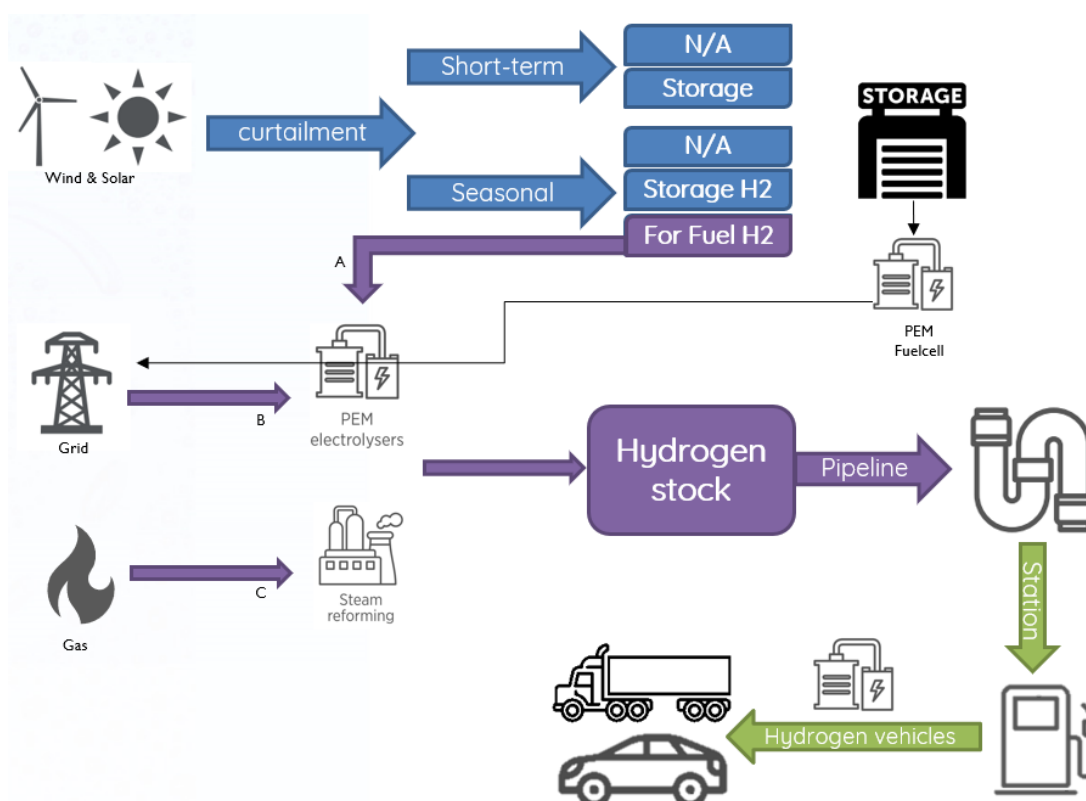 N/A
Short-term
Storage
STORAGE
curtailment
N/A
Wind & Solar
Seasonal
Storage H2
For Fuel H2
A
PEM
Fuelcell
B
PEM
electrolysers
Grid
Hydrogen
stock
Pipeline
C
Steam
reforming
Gas
Station
Hydrogen vehicles